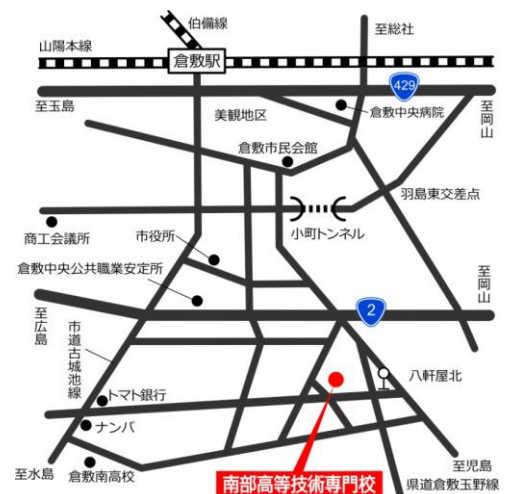 伯備線
至総社
山陽本線
倉敷駅
429
至玉島
美観地区
倉敷中央病院
至岡山
倉敷市民会館
羽島東交差点
商工会議所
市役所
小町トンネル
倉敷中央公共職業安定所
至岡山
至広島
市道古城池線
2
八軒屋北
トマト銀行
ナンバ
至水島
倉敷南高校
南部高等技術専門校
至児島
県道倉敷玉野線